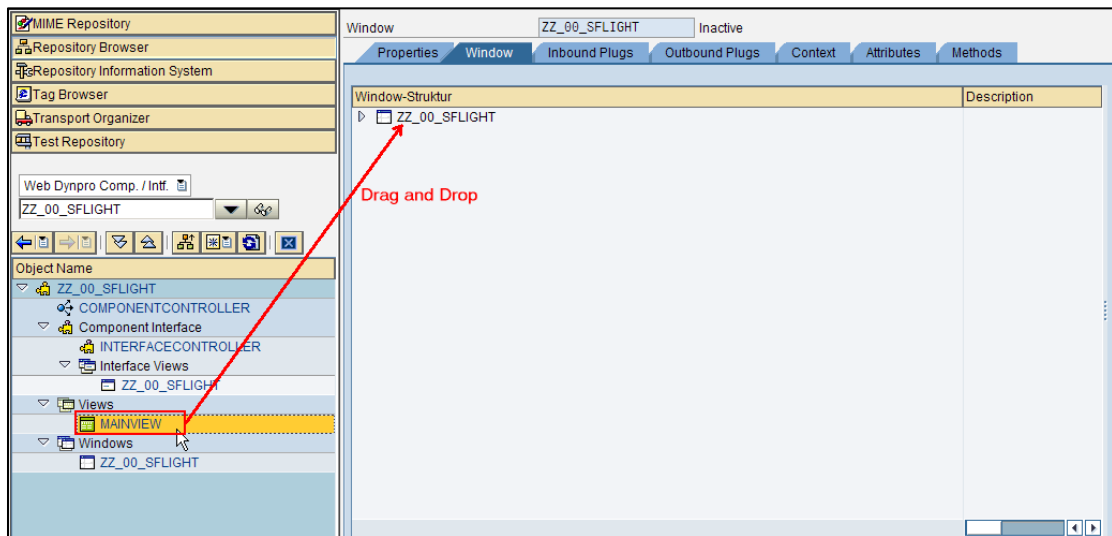 MIME Repository
Repository Browser
Repository Information System
Tag Browser
Transport Organizer
Test Repository
Web Dynpro Comp. / Intf.
ZZ_00_SFLIGHT
Object Name
ZZ_00_SFLIGHT
COMPONENTCONTROLLER
Component Interface
INTERFACECONTROLLER
Interface Views
ZZ_00_SFLIGHT
Views
MAINVIEW
Windows
ZZ_00_SFLIGHT
Window ZZ_00_SFLIGHT Inactive
Properties Window Inbound Plugs Outbound Plugs Context Attributes Methods
Window-Struktur Description
ZZ_00_SFLIGHT
Drag and Drop